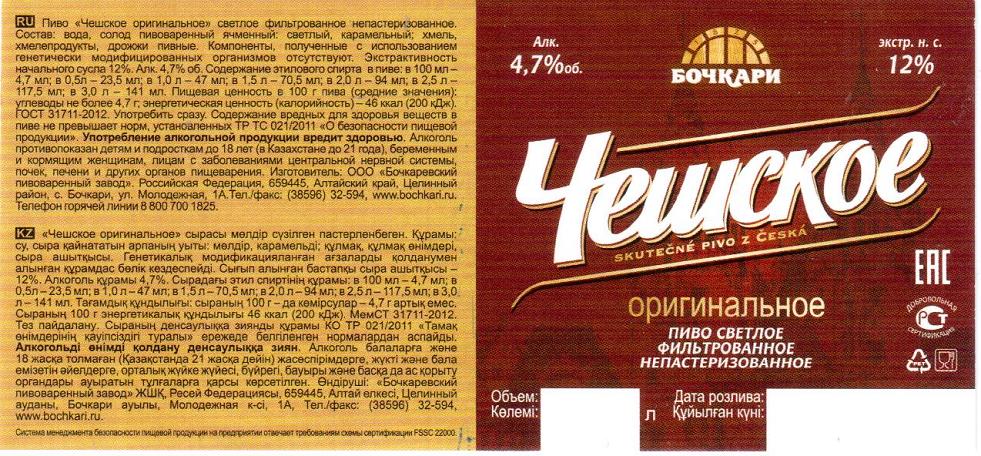 RU Пиво «Чешское оригинальное» светлое фильтрованное непастеризованное.
Состав: вода, солод пивоваренный ячменный: светлый, карамельный; хмель,
хмелепродукты, дрожжи пивные. Компоненты, полученные с использованием
генетически модифицированных организмов отсутствуют. Экстрактивность
начального сусла 12%. Алк. 4,7% об. Содержание этилового спирта в пиве: в 100 мл –
4,7 мл; в 0,5л – 23,5 мл; в 1,0 л – 47 мл; в 1,5 л – 70,5 мл; в 2,0 л – 94 мл; в 2,5 л –
117,5 мл; в 3,0 л – 141 мл. Пищевая ценность в 100 г пива (средние значения):
углеводы не более 4,7 г; энергетическая ценность (калорийность) – 46 ккал (200 кДж).
ГОСТ 31711-2012. Употребить сразу. Содержание вредных для здоровья веществ в
пиве не превышает норм, установленных ТР ТС 021/2011 «О безопасности пищевой
продукции». Употребление алкогольной продукции вредит здоровью. Алкоголь
противопоказан детям и подросткам до 18 лет (в Казахстане до 21 года), беременным
и кормящим женщинам, лицам с заболеваниями центральной нервной системы,
почек, печени и других органов пищеварения. Изготовитель: ООО «Бочкаревский
пивоваренный завод». Российская Федерация, 659445, Алтайский край, Целинный
район, с. Бочкари, ул. Молодежная, 1А.Тел./факс: (38596) 32-594, www.bochkari.ru.
Телефон горячей линии 8 800 700 1825.
KZ «Чешское оригинальное» сырасы мөлдір сүзілген пастерленбеген. Құрамы:
су, сыра қайнататын арпаның уыты: мөлдір, карамельді; құлмақ, құлмақ өнімдері,
сыра ашытқысы. Генетикалық модификацияланған ағзаларды қолданумен
алынған құрамдас бөлік кездеспейді. Сығып алынған бастапқы сыра ашытқысы –
12%. Алкоголь құрамы 4,7%. Сырадағы этил спиртінің құрамы: в 100 мл – 4,7 мл; в
0,5л – 23,5 мл; в 1,0 л – 47 мл; в 1,5 л – 70,5 мл; в 2,0 л – 94 мл; в 2,5 л – 117,5 мл; в 3,0
л – 141 мл. Тағамдық құндылығы: сыраның 100 г – да көмірсулар – 4,7 г артық емес.
Сыраның 100 г энергетикалық құндылығы 46 ккал (200 кДж). МемСТ 31711-2012.
Тез пайдалану. Сыраның денсаулыққа зиянды құрамы КО ТР 021/2011 «Тамақ
өнімдерінің қауіпсіздігі туралы» ережеде белгіленген нормалардан аспайды.
Алкогольді өнімді қолдану денсаулыққа зиян. Алкоголь балаларға және
18 жасқа толмаған (Қазақстанда 21 жасқа дейін) жасөспірімдерге, жүкті және бала
емізетін әйелдерге, орталық жүйке жүйесі, бүйрегі, бауыры және басқа да ас қорыту
органдары ауыратын тұлғаларға қарсы көрсетілген. Өндіруші: «Бочкаревский
пивоваренный завод» ЖШҚ, Ресей Федерациясы, 659445, Алтай елкесі, Целинный
ауданы, Бочкари ауылы, Молодежная к-сі, 1А, Тел./факс: (38596) 32-594,
www.bochkari.ru.
Система менеджмента безопасности пищевой продукции на предприятии отвечает требованиям схемы сертификации FSSC 22000.
Алк.
4,7%об.
БОЧКАРИ
экстр. н. с.
12%
Чешское
SKUTEČNÉ PIVO Z ČESKÁ
оригинальное
ПИВО СВЕТЛОЕ
ФИЛЬТРОВАННОЕ
НЕПАСТЕРИЗОВАННОЕ
EAC
ДОБРОВОЛЬНАЯ
РСТ
СЕРТИФИКАЦИЯ
PET
Объем:
Көлемі:
л
Дата розлива:
Құйылған күні: